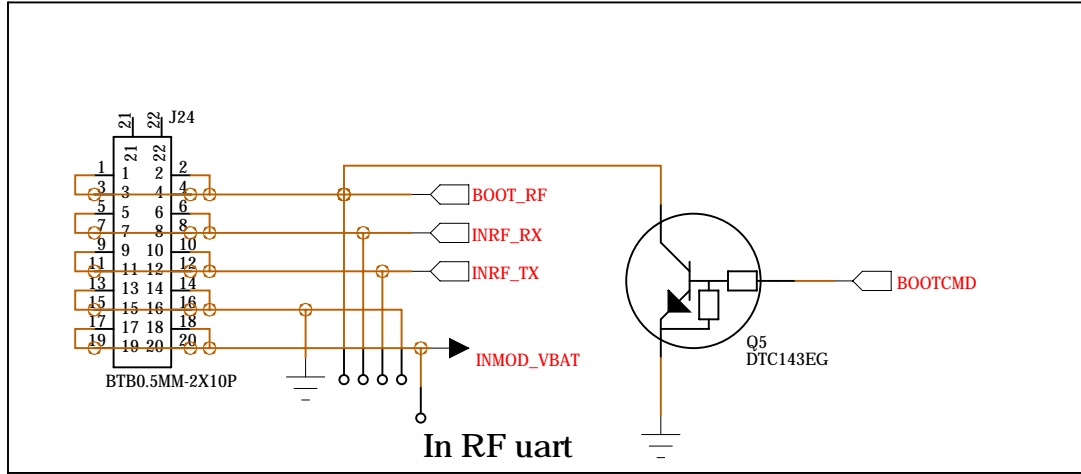 21 22 J24
21 22
1 1 2 2
3 3 4 4 BOOT_RF
5 5 6 6
7 7 8 8 INRF_RX
9 9 10 10
11 11 12 12 INRF_TX BOOTCMD
13 13 14 14
15 15 16 16
17 17 18 18
19 19 20 20 INMOD_VBAT
Q5
DTC143EG
BTB0.5MM-2X10P
In RF uart